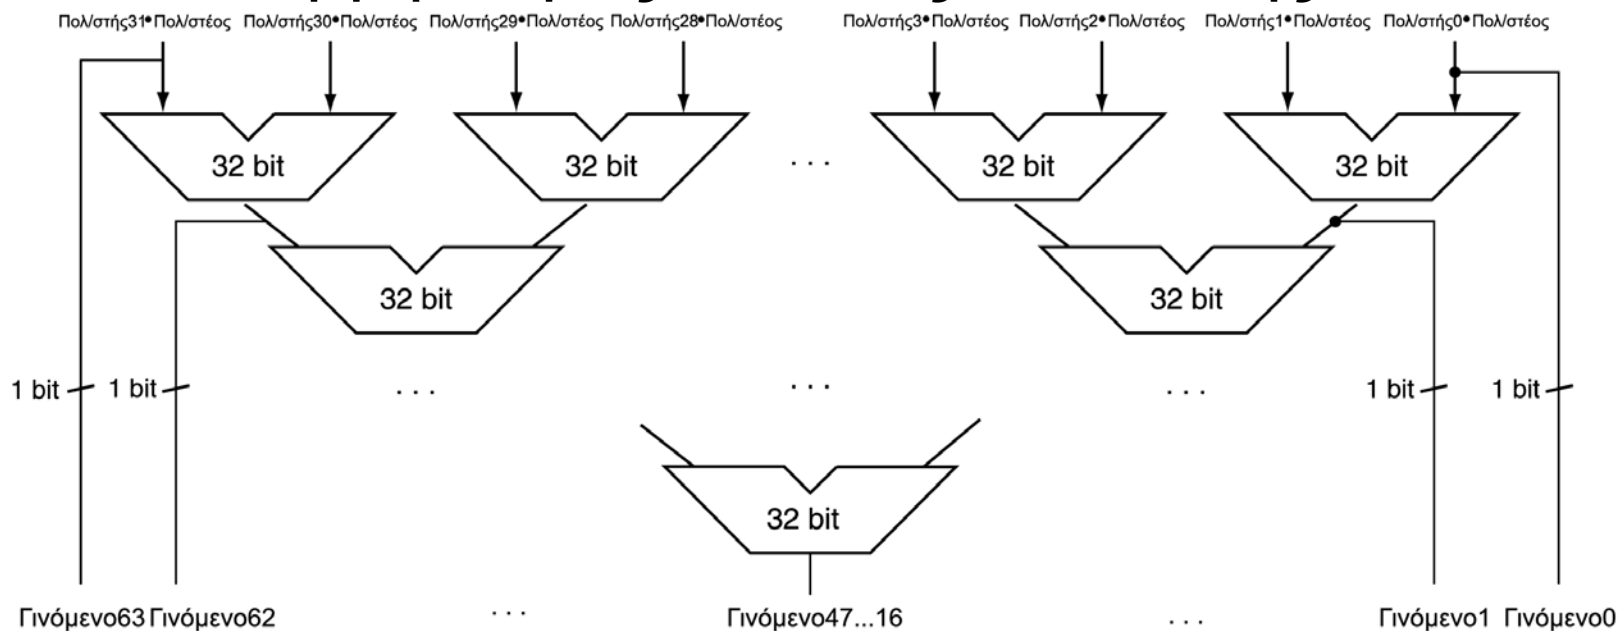 Πολ/στής31•Πολ/στέος Πολ/στής30•Πολ/στέος Πολ/στής29•Πολ/στέος Πολ/στής28•Πολ/στέος Πολ/στής3•Πολ/στέος Πολ/στής2•Πολ/στέος Πολ/στής1•Πολ/στέος Πολ/στής0•Πολ/στέος
32 bit 32 bit . . . 32 bit 32 bit
32 bit 32 bit
1 bit 1 bit . . . . . . . . . 1 bit 1 bit
32 bit
Γινόμενο63 Γινόμενο62 . . . Γινόμενο47...16 . . . Γινόμενο1 Γινόμενο0